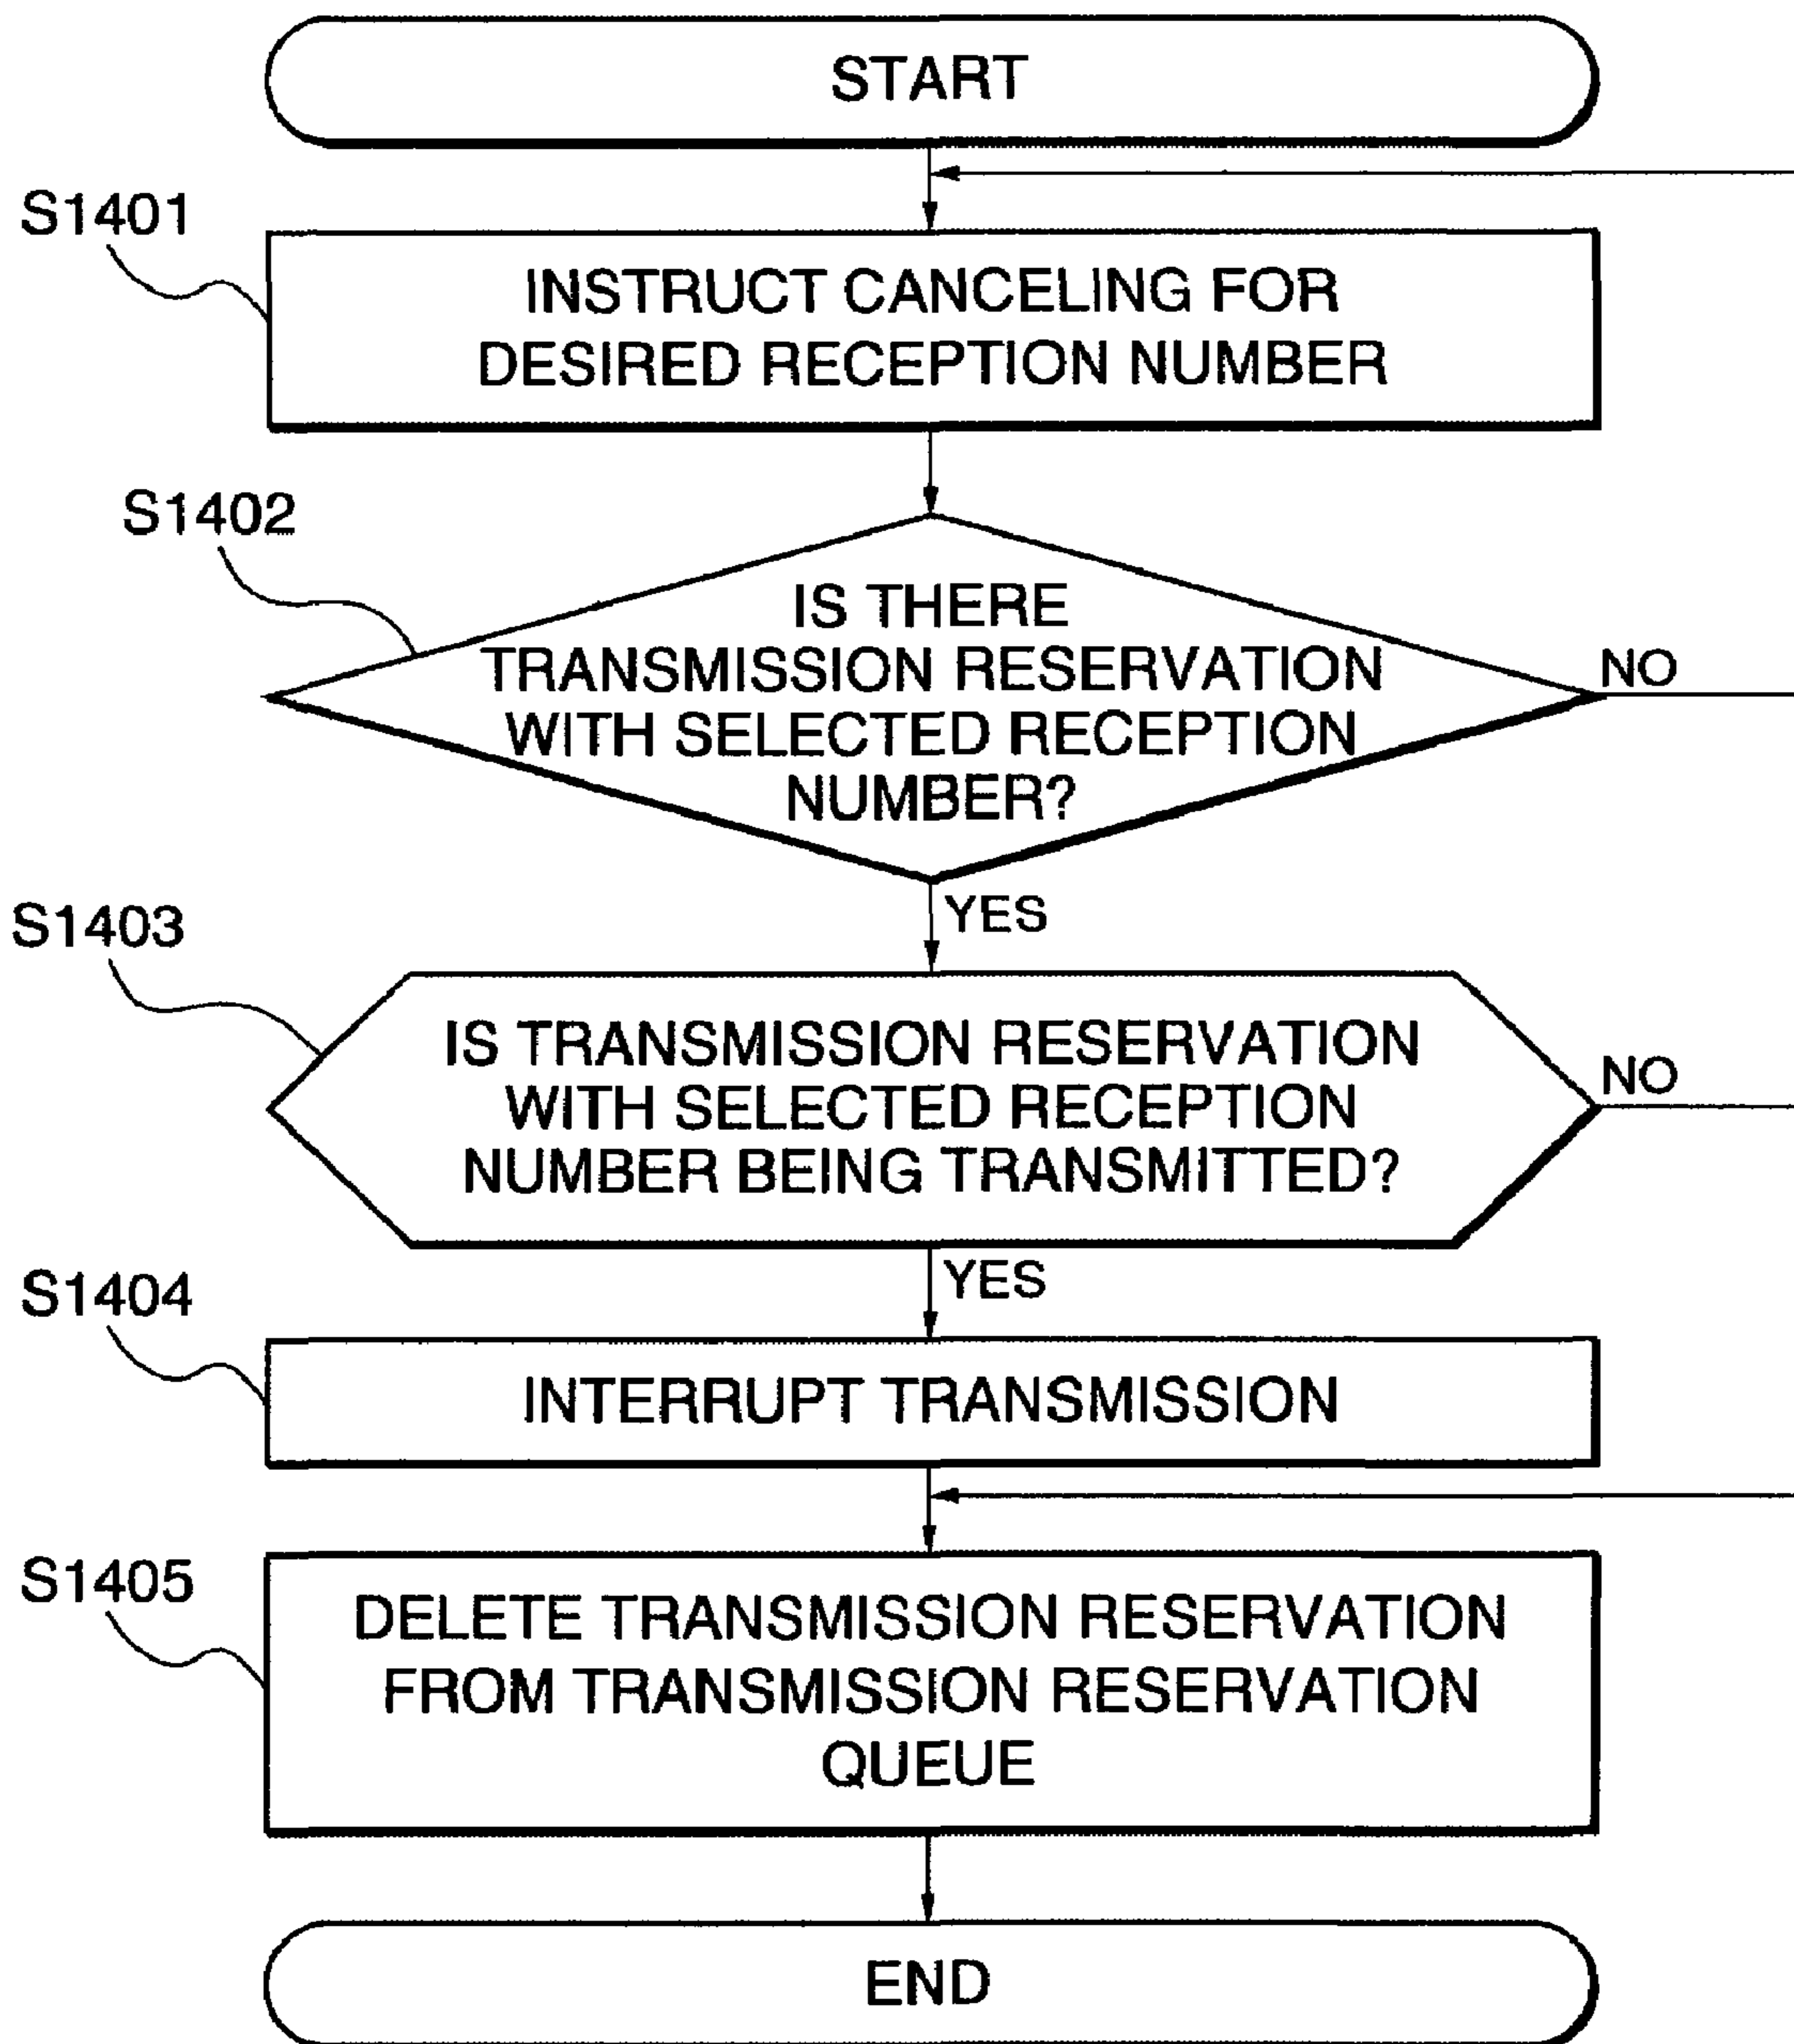 START
S1401
INSTRUCT CANCELING FOR
DESIRED RECEPTION NUMBER
S1402
IS THERE
TRANSMISSION RESERVATION
WITH SELECTED RECEPTION
NUMBER?
NO
YES
S1403
IS TRANSMISSION RESERVATION
WITH SELECTED RECEPTION
NUMBER BEING TRANSMITTED?
NO
YES
S1404
INTERRUPT TRANSMISSION
S1405
DELETE TRANSMISSION RESERVATION
FROM TRANSMISSION RESERVATION
QUEUE
END